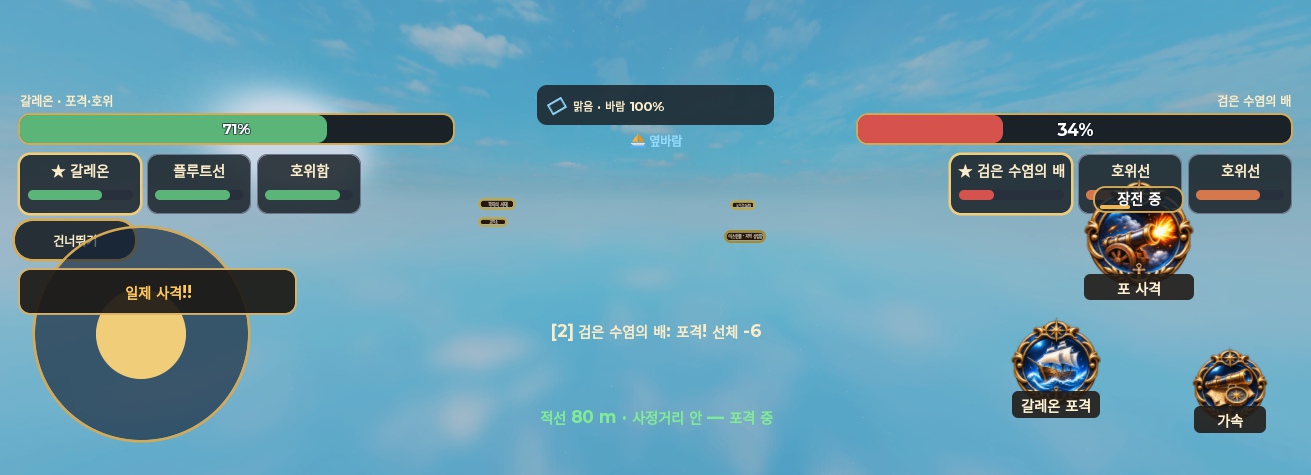 갈레온 · 포격·호위
71%
★ 갈레온
플루트선
호위함
건너뛰기
일제 사격!!
맑음 · 바람 100%
옆바람
[2] 검은 수염의 배: 포격! 선체 -6
적선 80 m · 사정거리 안 — 포격 중
검은 수염의 배
34%
★ 검은 수염의 배
호위선
호위선
장전 중
포 사격
갈레온 포격
가속